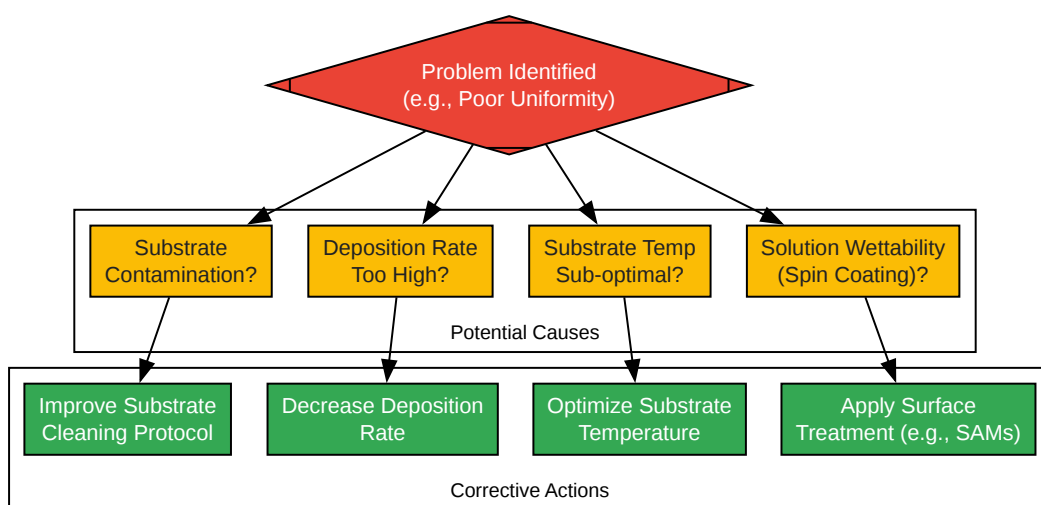 Problem Identified
(e.g., Poor Uniformity)
Substrate
Contamination?
Deposition Rate
Too High?
Substrate Temp
Sub-optimal?
Solution Wettability
(Spin Coating)?
Potential Causes
Improve Substrate
Cleaning Protocol
Decrease Deposition
Rate
Optimize Substrate
Temperature
Apply Surface
Treatment (e.g., SAMs)
Corrective Actions